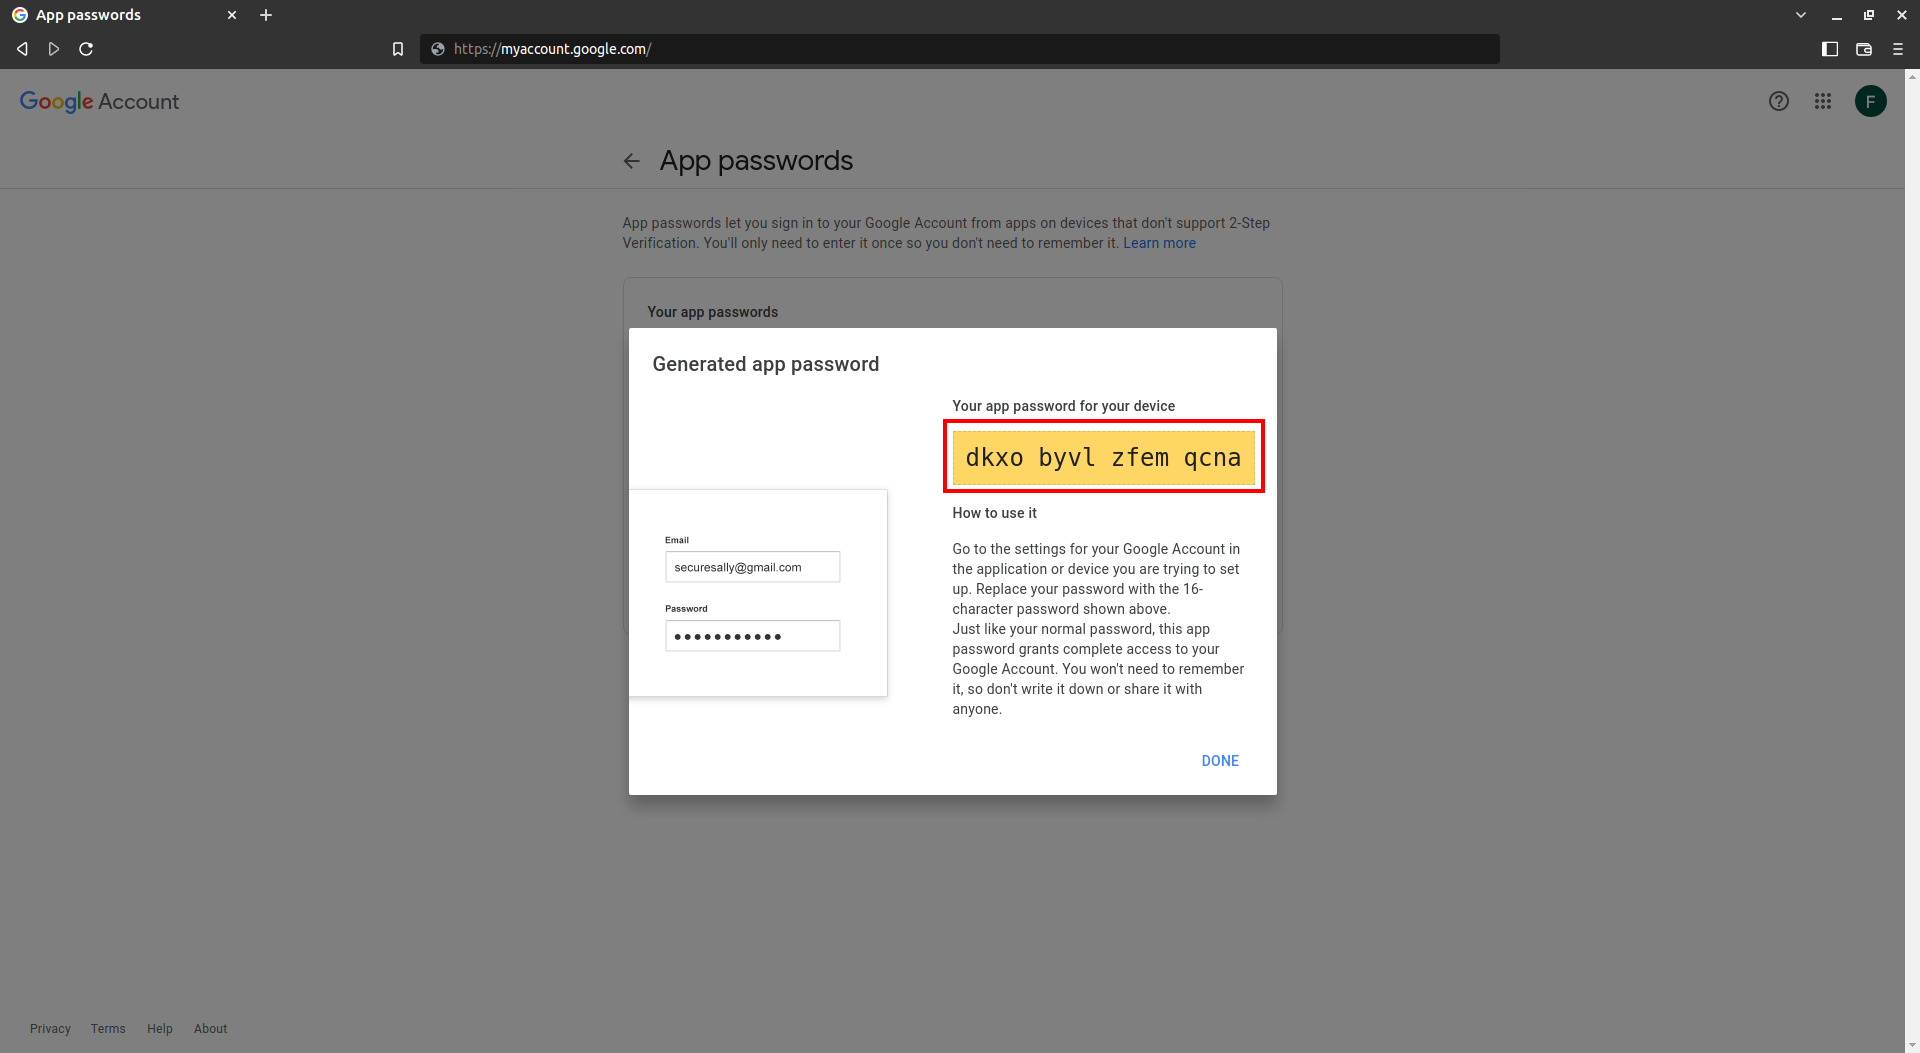 App passwords
https://myaccount.google.com/
Google Account
F
App passwords
App passwords let you sign in to your Google Account from apps on devices that don't support 2-Step
Verification. You'll only need to enter it once so you don't need to remember it. Learn more
Your app passwords
Generated app password
Your app password for your device
dkxo byvl zfem qcna
Email
securesally@gmail.com
Password
How to use it
Go to the settings for your Google Account in
the application or device you are trying to set
up. Replace your password with the 16-
character password shown above.
Just like your normal password, this app
password grants complete access to your
Google Account. You won't need to remember
it, so don't write it down or share it with
anyone.
DONE
Privacy Terms Help About